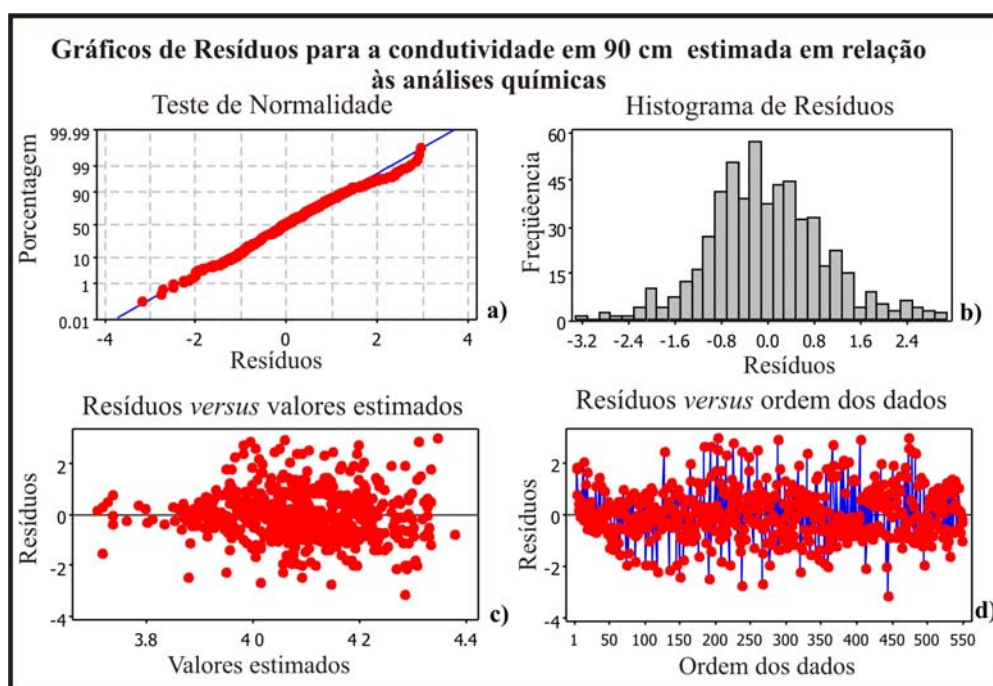 Gráficos de Resíduos para a condutividade em 90 cm estimada em relação
às análises químicas
Teste de Normalidade
99.99
99
90
50
10
1
0.01
Porcentagem
-4 -2 0 2 4
Resíduos
a)
Histograma de Resíduos
60
45
30
15
0
Freqüêencia
-3.2 -2.4 -1.6 -0.8 0.0 0.8 1.6 2.4
Resíduos
b)
Resíduos versus valores estimados
2
0
-2
-4
Resíduos
3.8 4 0 4 2 4.4
Valores estimados
c)
Resíduos versus ordem dos dados
2
0
-2
-4
Resíduos
1 50 100 150 200 250 300 350 400 450 500 550
Ordem dos dados
d)